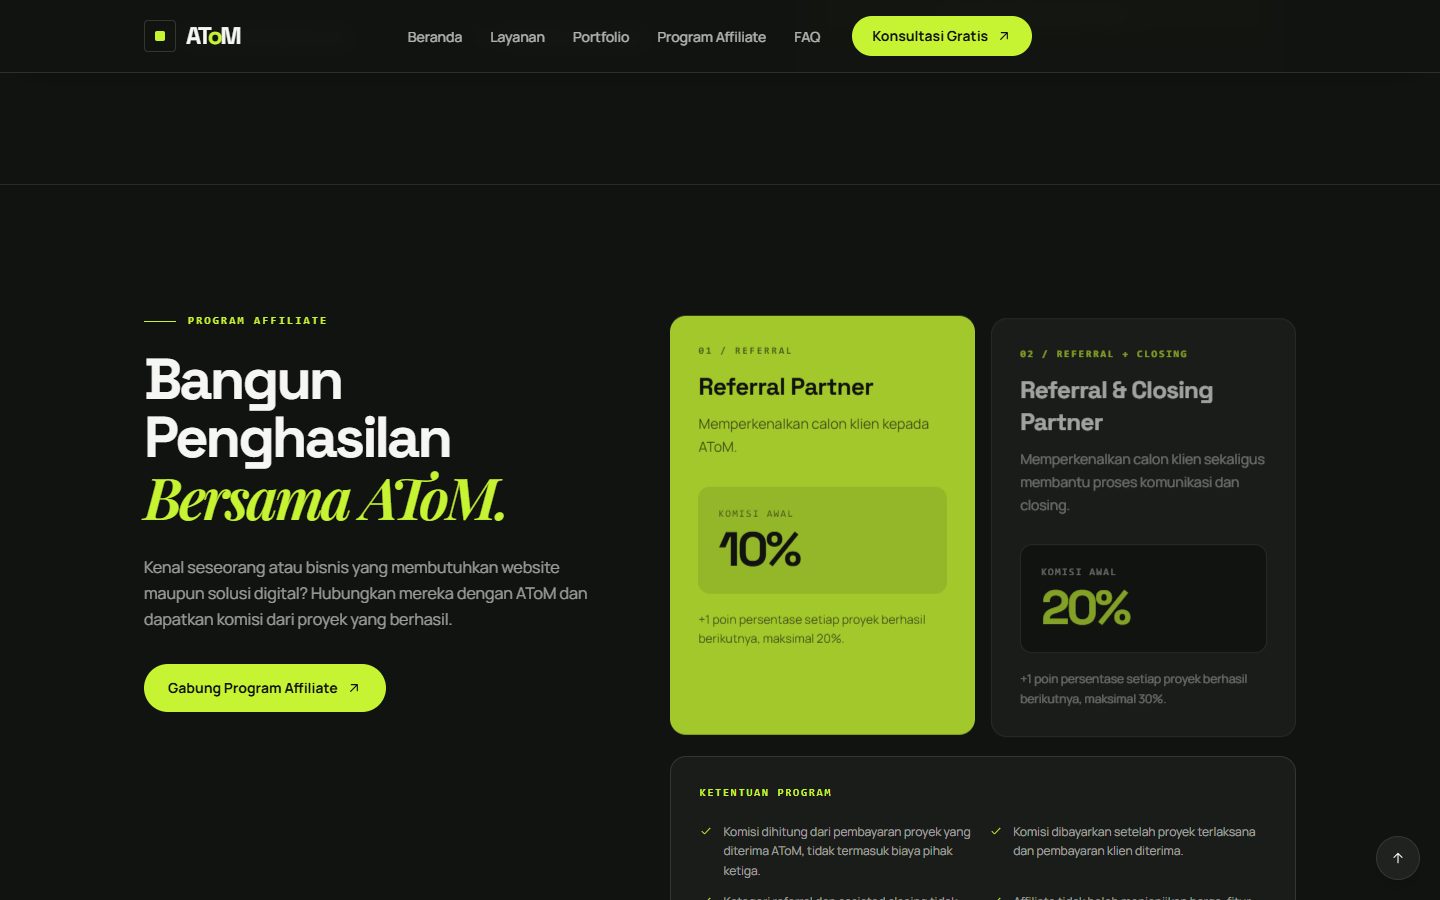 AToM
Beranda
Layanan
Portfolio
Program Affiliate
FAQ
Konsultasi Gratis
PROGRAM AFFILIATE
Bangun
Penghasilan
Bersama AToM.
Kenal seseorang atau bisnis yang membutuhkan website
maupun solusi digital? Hubungkan mereka dengan AToM dan
dapatkan komisi dari proyek yang berhasil.
Gabung Program Affiliate
01 / REFERRAL
Referral Partner
Memperkenalkan calon klien kepada
AToM.
KOMISI AWAL
10%
+1 poin persentase setiap proyek berhasil
berikutnya, maksimal 20%.
02 / REFERRAL + CLOSING
Referral & Closing
Partner
Memperkenalkan calon klien sekaligus
membantu proses komunikasi dan
closing.
KOMISI AWAL
20%
+1 poin persentase setiap proyek berhasil
berikutnya, maksimal 30%.
KETENTUAN PROGRAM
Komisi dihitung dari pembayaran proyek yang
diterima AToM, tidak termasuk biaya pihak
ketiga.
Komisi dibayarkan setelah proyek terlaksana
dan pembayaran klien diterima.